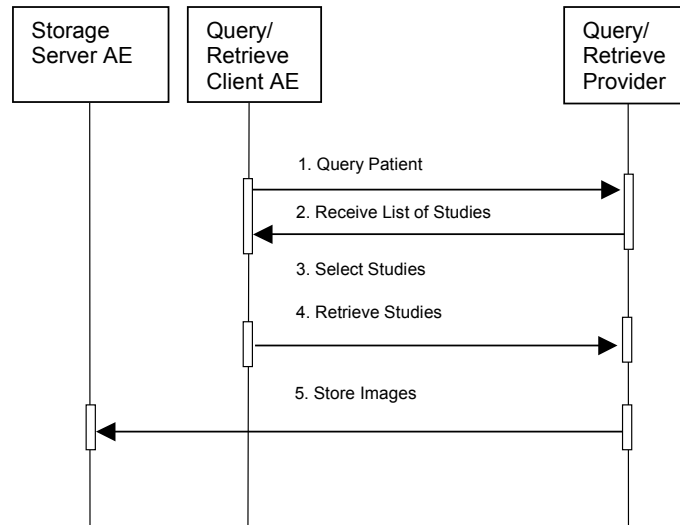 Storage
Server AE
Query/
Retrieve
Client AE
Query/
Retrieve
Provider
1. Query Patient
2. Receive List of Studies
3. Select Studies
4. Retrieve Studies
5. Store Images